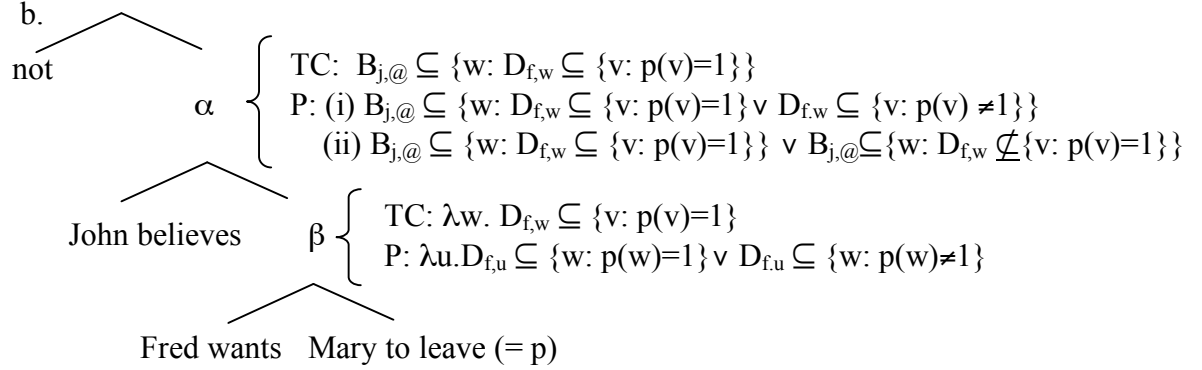 b.
not
TC: B_{j,@} ⊆ {w: D_{f,w} ⊆ {v: p(v)=1}}
α
P: (i) B_{j,@} ⊆ {w: D_{f,w} ⊆ {v: p(v)=1} ∨ D_{f.w} ⊆ {v: p(v) ≠1}}
(ii) B_{j,@} ⊆ {w: D_{f,w} ⊆ {v: p(v)=1}} ∨ B_{j,@}⊆{w: D_{f,w} ⊈ {v: p(v)=1}}
John believes
β
TC: λw. D_{f,w} ⊆ {v: p(v)=1}
P: λu.D_{f,u} ⊆ {w: p(w)=1} ∨ D_{f.u} ⊆ {w: p(w)≠1}
Fred wants Mary to leave (= p)